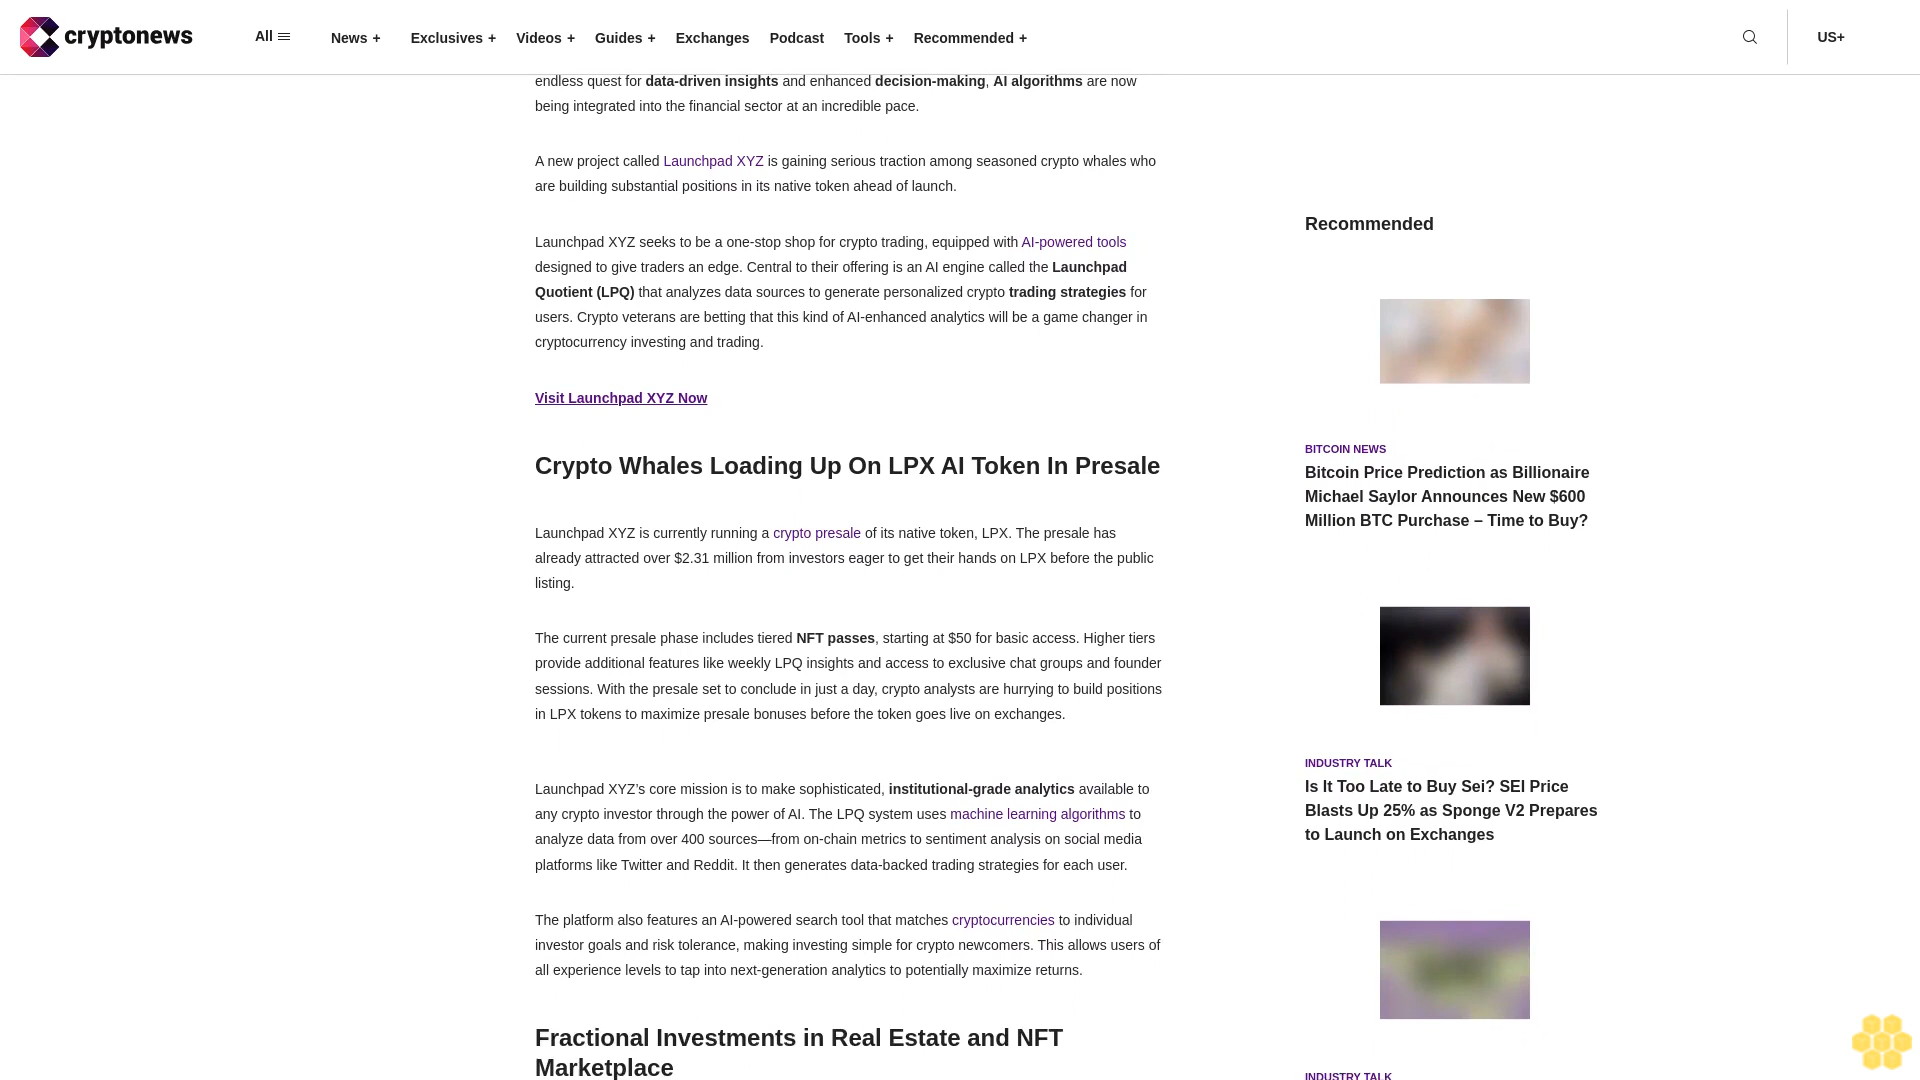 cryptonews
All
News +
Exclusives +
Videos +
Guides +
Exchanges
Podcast
Tools +
Recommended +
US+
endless quest for data-driven insights and enhanced decision-making, AI algorithms are now
being integrated into the financial sector at an incredible pace.
A new project called Launchpad XYZ is gaining serious traction among seasoned crypto whales who
are building substantial positions in its native token ahead of launch.
Launchpad XYZ seeks to be a one-stop shop for crypto trading, equipped with AI-powered tools
designed to give traders an edge. Central to their offering is an AI engine called the Launchpad
Quotient (LPQ) that analyzes data sources to generate personalized crypto trading strategies for
users. Crypto veterans are betting that this kind of AI-enhanced analytics will be a game changer in
cryptocurrency investing and trading.
Visit Launchpad XYZ Now
Crypto Whales Loading Up On LPX AI Token In Presale
Launchpad XYZ is currently running a crypto presale of its native token, LPX. The presale has
already attracted over $2.31 million from investors eager to get their hands on LPX before the public
listing.
The current presale phase includes tiered NFT passes, starting at $50 for basic access. Higher tiers
provide additional features like weekly LPQ insights and access to exclusive chat groups and founder
sessions. With the presale set to conclude in just a day, crypto analysts are hurrying to build positions
in LPX tokens to maximize presale bonuses before the token goes live on exchanges.
Launchpad XYZ’s core mission is to make sophisticated, institutional-grade analytics available to
any crypto investor through the power of AI. The LPQ system uses machine learning algorithms to
analyze data from over 400 sources—from on-chain metrics to sentiment analysis on social media
platforms like Twitter and Reddit. It then generates data-backed trading strategies for each user.
The platform also features an AI-powered search tool that matches cryptocurrencies to individual
investor goals and risk tolerance, making investing simple for crypto newcomers. This allows users of
all experience levels to tap into next-generation analytics to potentially maximize returns.
Fractional Investments in Real Estate and NFT
Marketplace
Recommended
BITCOIN NEWS
Bitcoin Price Prediction as Billionaire
Michael Saylor Announces New $600
Million BTC Purchase – Time to Buy?
INDUSTRY TALK
Is It Too Late to Buy Sei? SEI Price
Blasts Up 25% as Sponge V2 Prepares
to Launch on Exchanges
INDUSTRY TALK